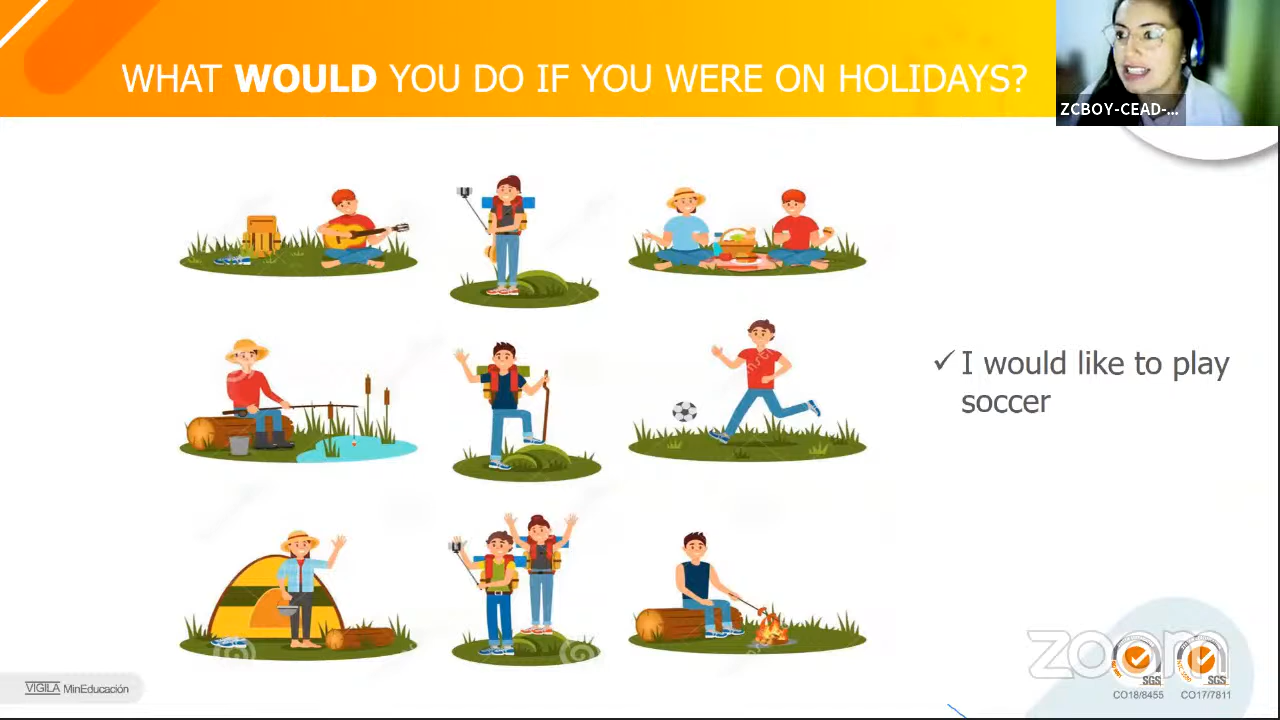 WHAT WOULD YOU DO IF YOU WERE ON HOLIDAYS?
ZCBOY-CEAD-...
✓ I would like to play
soccer
zoom
SGS
SGS
CO18/8455
CO17/7811
VIGILA MinEducación